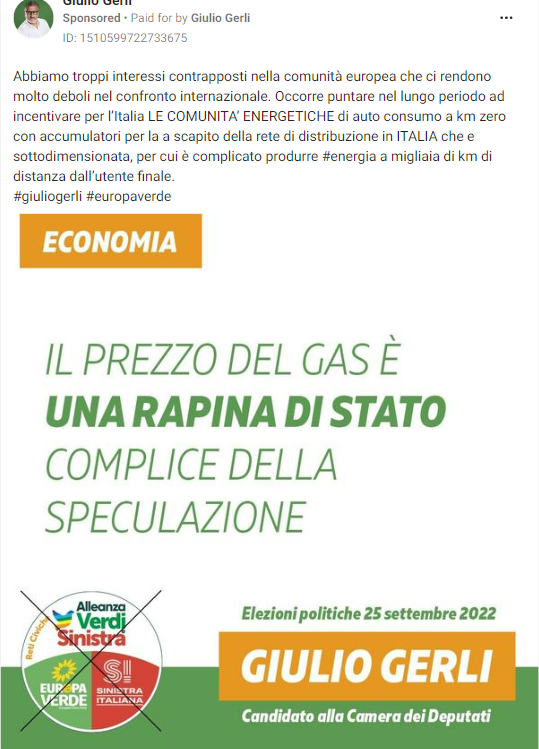 Giulio Gerli
Sponsored • Paid for by Giulio Gerli
ID: 1510599722733675
Abbiamo troppi interessi contrapposti nella comunità europea che ci rendono
molto deboli nel confronto internazionale. Occorre puntare nel lungo periodo ad
incentivare per l'Italia LE COMUNITA' ENERGETICHE di auto consumo a km zero
con accumulatori per la a scapito della rete di distribuzione in ITALIA che e
sottodimensionata, per cui è complicato produrre #energia a migliaia di km di
distanza dall'utente finale.
#giuliogerli #europaverde
ECONOMIA
IL PREZZO DEL GAS È
UNA RAPINA DI STATO
COMPLICE DELLA
SPECULAZIONE
Reti Civiche
Alleanza
Verdi
Sinistra
EUROPA
VERDE
SI
SINISTRA
ITALIANA
Elezioni politiche 25 settembre 2022
GIULIO GERLI
Candidato alla Camera dei Deputati